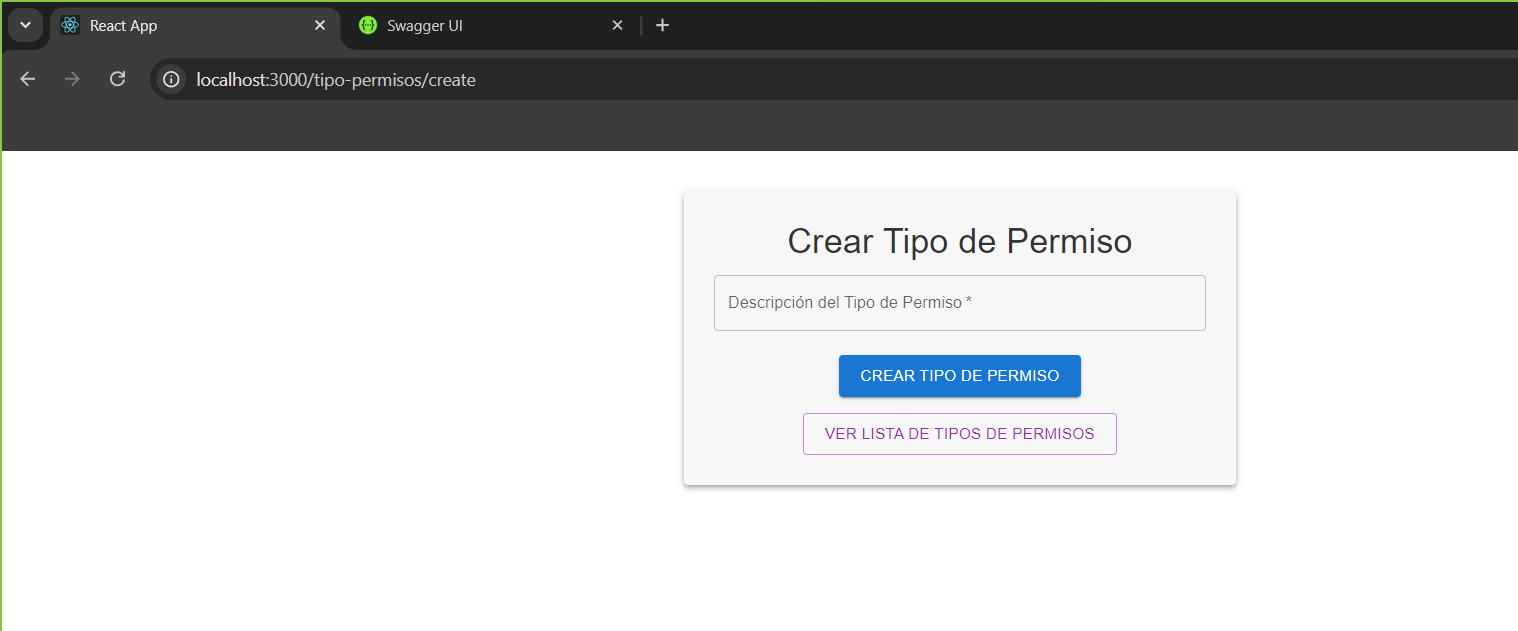 React App
Swagger UI
localhost:3000/tipo-permisos/create
Crear Tipo de Permiso
Descripción del Tipo de Permiso *
CREAR TIPO DE PERMISO
VER LISTA DE TIPOS DE PERMISOS